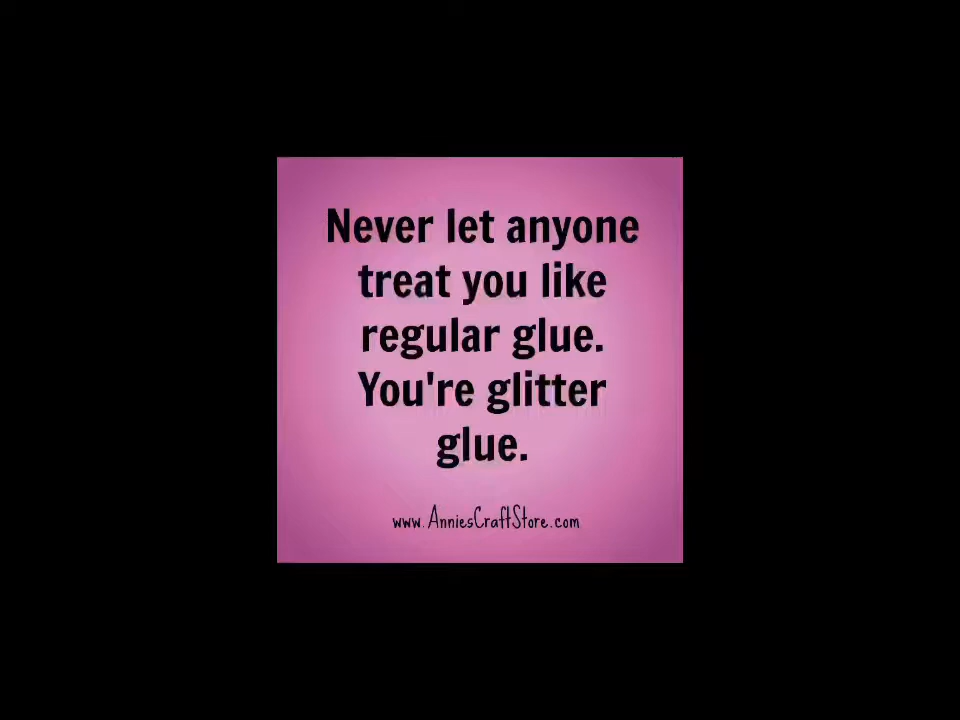 Never let anyone
treat you like
regular glue.
You're glitter
glue.
www.AnniesCraftStore.com